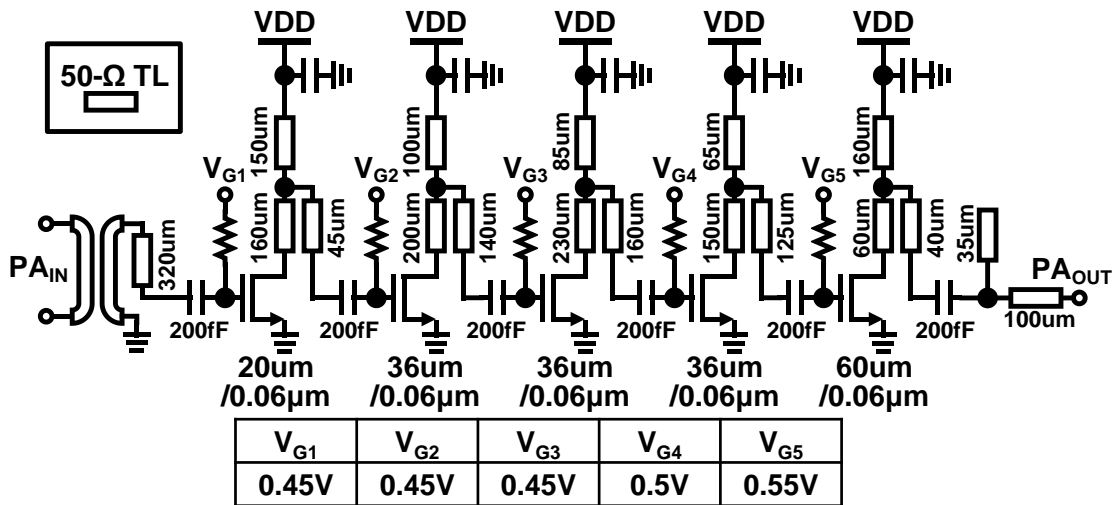 VDD VDD VDD VDD VDD
50-Ω TL
150um 100um 85um 65um 160um
VG1 VG2 VG3 VG4 VG5
160um 45um 200um 140um 230um 160um 150um 125um 60um 40um 35um
320um
PAIN
PAOUT
200fF 200fF 200fF 200fF 200fF 100um
20um 36um 36um 36um 60um
/0.06μm /0.06μm /0.06μm /0.06μm /0.06μm
VG1 VG2 VG3 VG4 VG5
0.45V 0.45V 0.45V 0.5V 0.55V